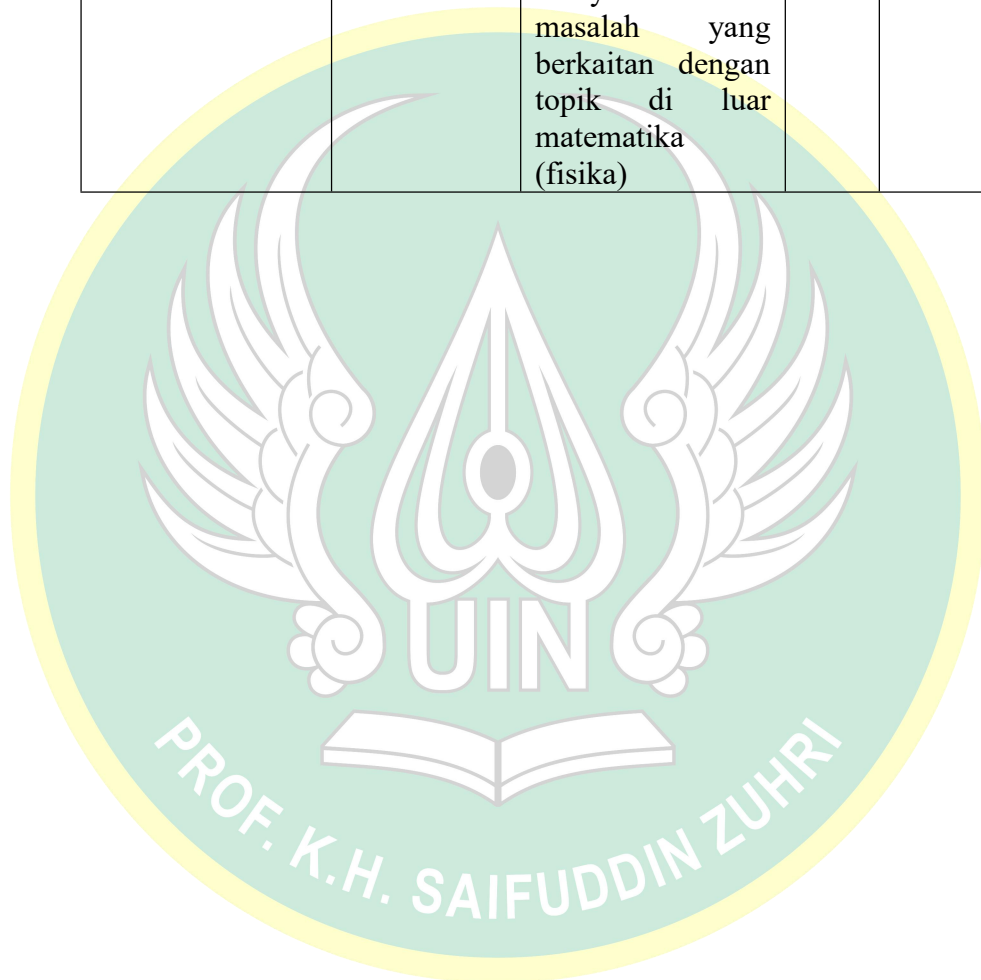 masalah yang
berkaitan dengan
topik di luar
matematika
(fisika)
UIN
PROF. K.H. SAIFUDDIN ZUHRI